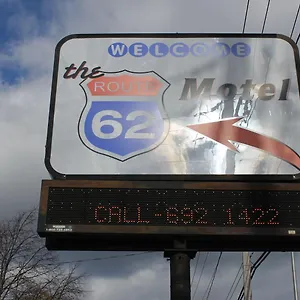 WELCOME
the
ROUTE
62
Motel
CALL-692 1422